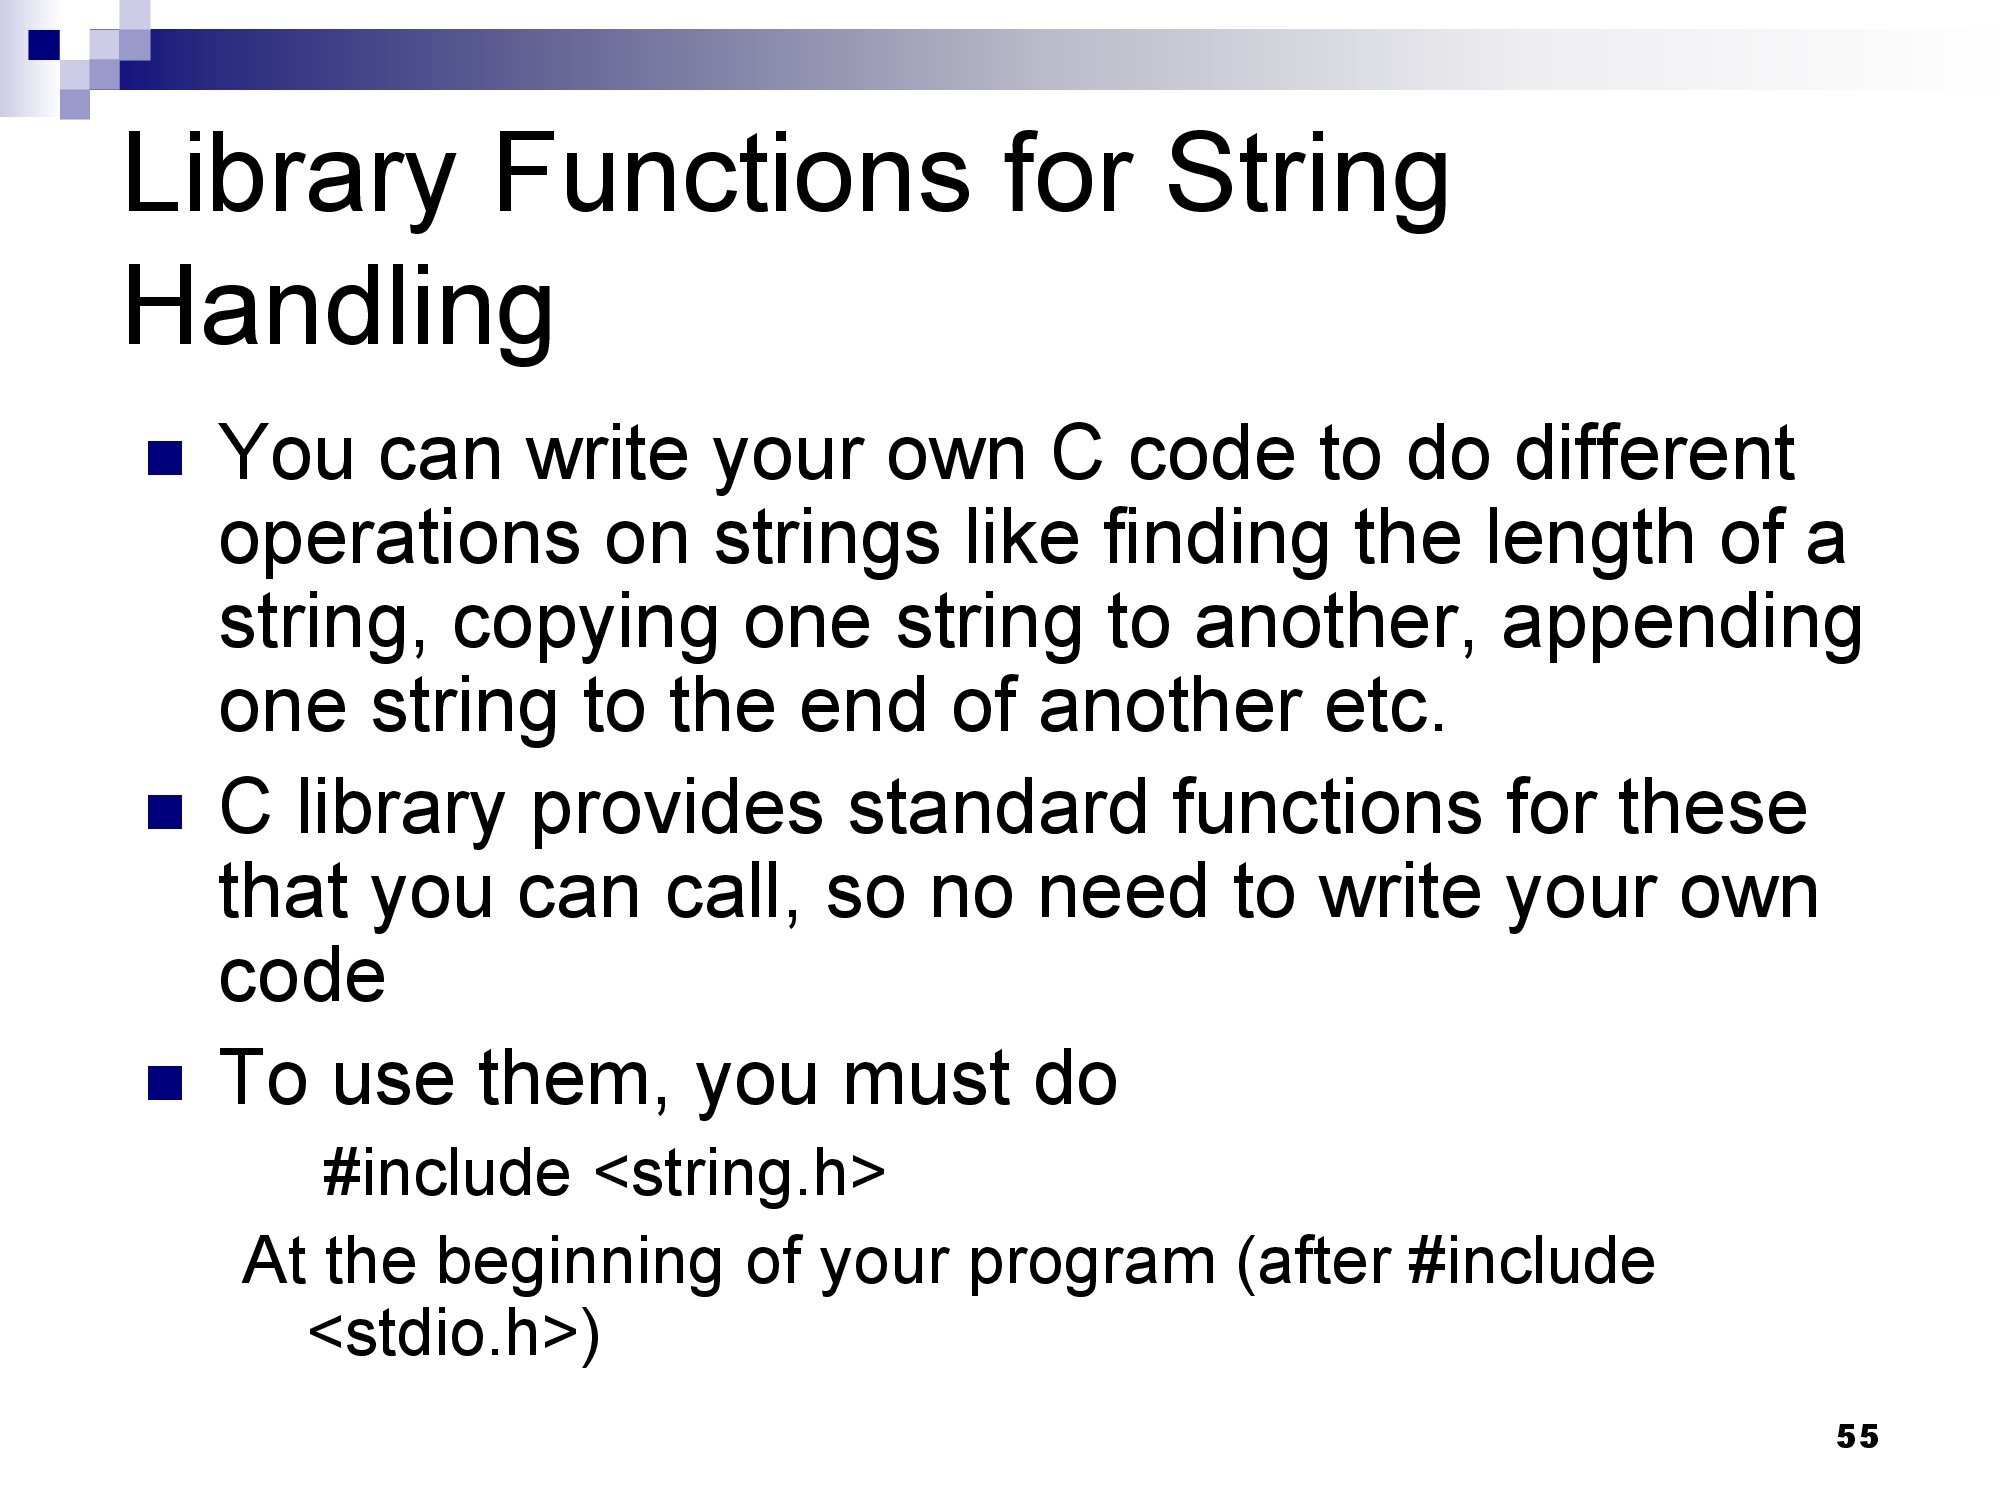 Library Functions for String
Handling
You can write your own C code to do different
operations on strings like finding the length of a
string, copying one string to another, appending
one string to the end of another etc.
C library provides standard functions for these
that you can call, so no need to write your own
code
To use them, you must do
#include <string.h>
At the beginning of your program (after #include
<stdio.h>)
55